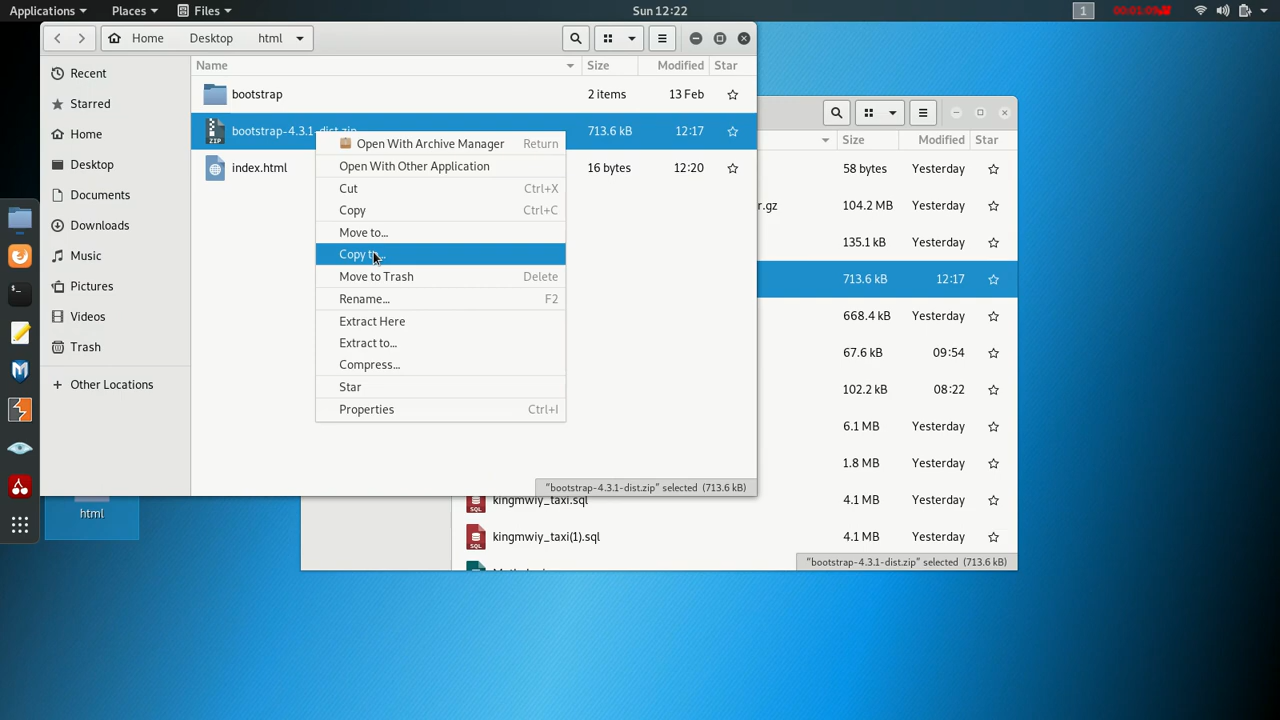 Applications
Places
Files
Sun 12:22
1
Home
Desktop
html
Name
Size
Modified
Star
Recent
Starred
Home
Desktop
Documents
Downloads
Music
Pictures
Videos
Trash
Other Locations
bootstrap
2 items
13 Feb
bootstrap-4.3.1-dist.zip
713.6 kB
12:17
index.html
16 bytes
12:20
ZIP
Open With Archive Manager
Return
Open With Other Application
Cut
Ctrl+X
Copy
Ctrl+C
Move to...
Copy
Move to Trash
Delete
Rename...
F2
Extract Here
Extract to...
Compress...
Star
Properties
Ctrl+I
"bootstrap-4.3.1-dist.zip" selected (713.6 kB)
Size
Modified
Star
58 bytes
Yesterday
r.gz
104.2 MB
Yesterday
135.1 kB
Yesterday
713.6 kB
12:17
668.4 kB
Yesterday
67.6 kB
09:54
102.2 kB
08:22
6.1 MB
Yesterday
1.8 MB
Yesterday
SQL
kingmwiy_taxi.sql
4.1 MB
Yesterday
SQL
kingmwiy_taxi(1).sql
4.1 MB
Yesterday
"bootstrap-4.3.1-dist.zip" selected (713.6 kB)
html